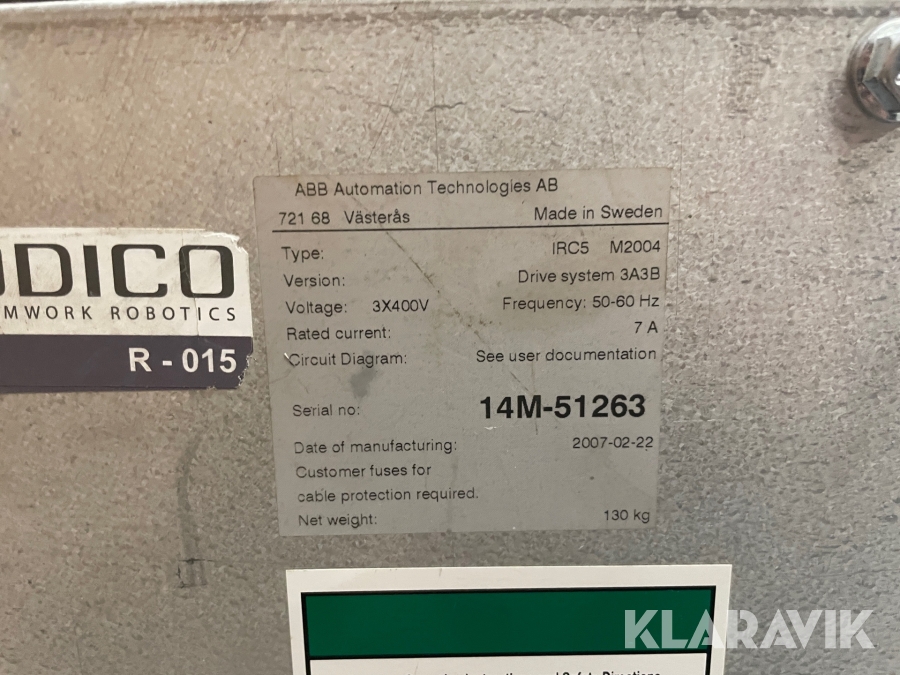 ABB Automation Technologies AB
721 68 Västerås Made in Sweden
Type: IRC5 M2004
Version: Drive system 3A3B
Voltage: 3X400V Frequency: 50-60 Hz
Rated current: 7 A
Circuit Diagram: See user documentation
Serial no: 14M-51263
Date of manufacturing: 2007-02-22
Customer fuses for
cable protection required.
Net weight: 130 kg
DICO
MWORK ROBOTICS
R - 015
KLARAVIK